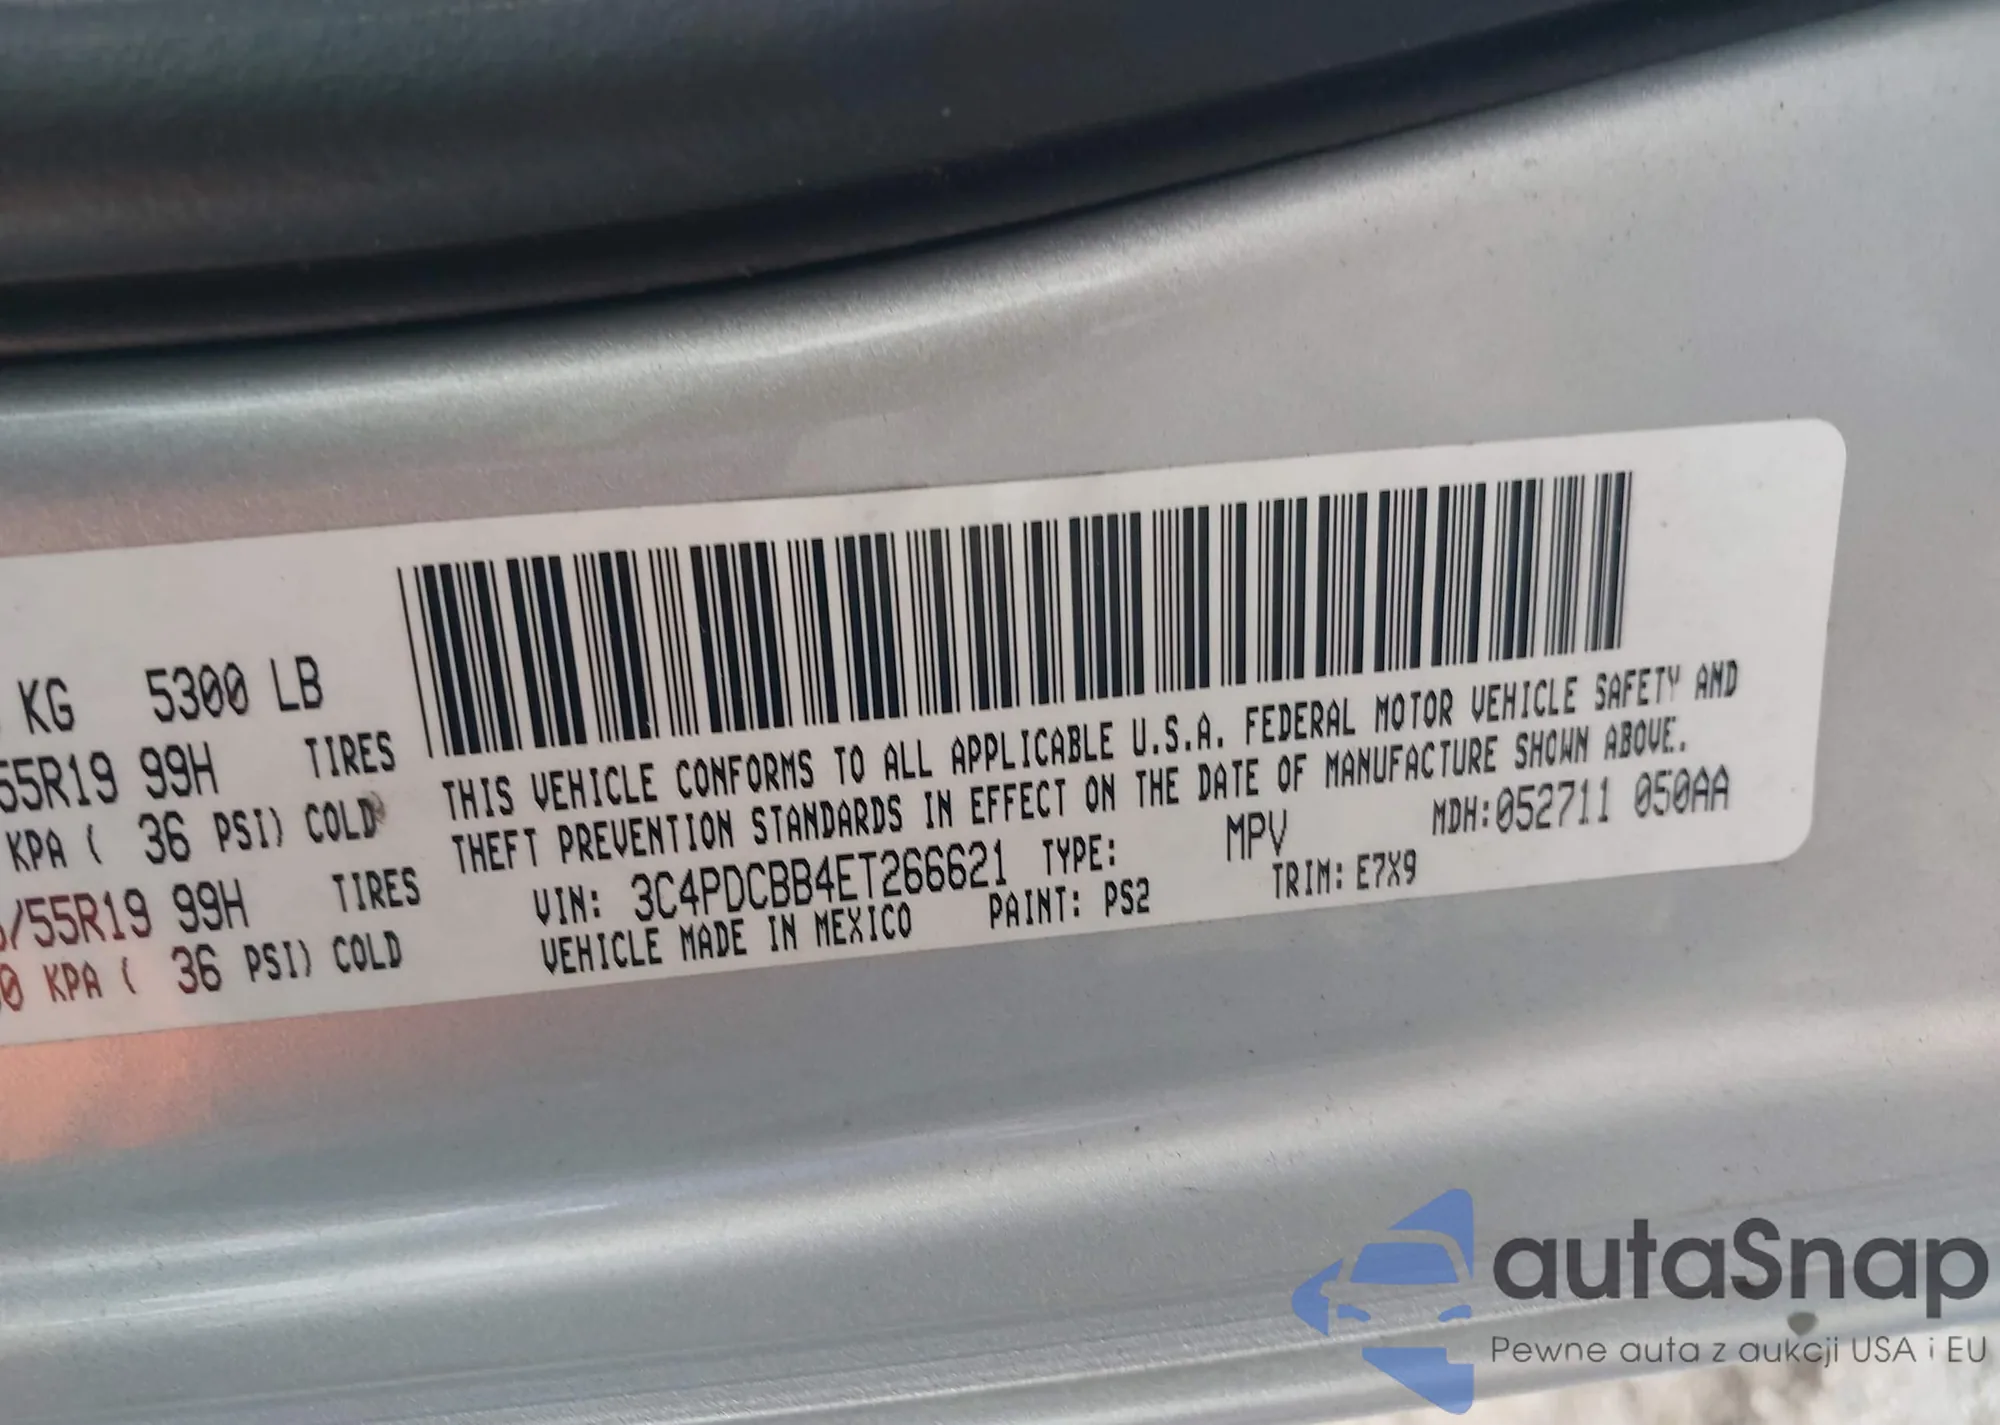 KG 5300 LB
55R19 99H TIRES
KPA ( 36 PSI) COLD
/55R19 99H TIRES
0 KPA ( 36 PSI) COLD
THIS VEHICLE CONFORMS TO ALL APPLICABLE U.S.A. FEDERAL MOTOR VEHICLE SAFETY AND
THEFT PREVENTION STANDARDS IN EFFECT ON THE DATE OF MANUFACTURE SHOWN ABOVE.
VIN: 3C4PDCBB4ET266621 TYPE: MPV MDH:052711 050AA
VEHICLE MADE IN MEXICO PAINT: PS2 TRIM: E7X9
autaSnap
Pewne auta z aukcji USA i EU